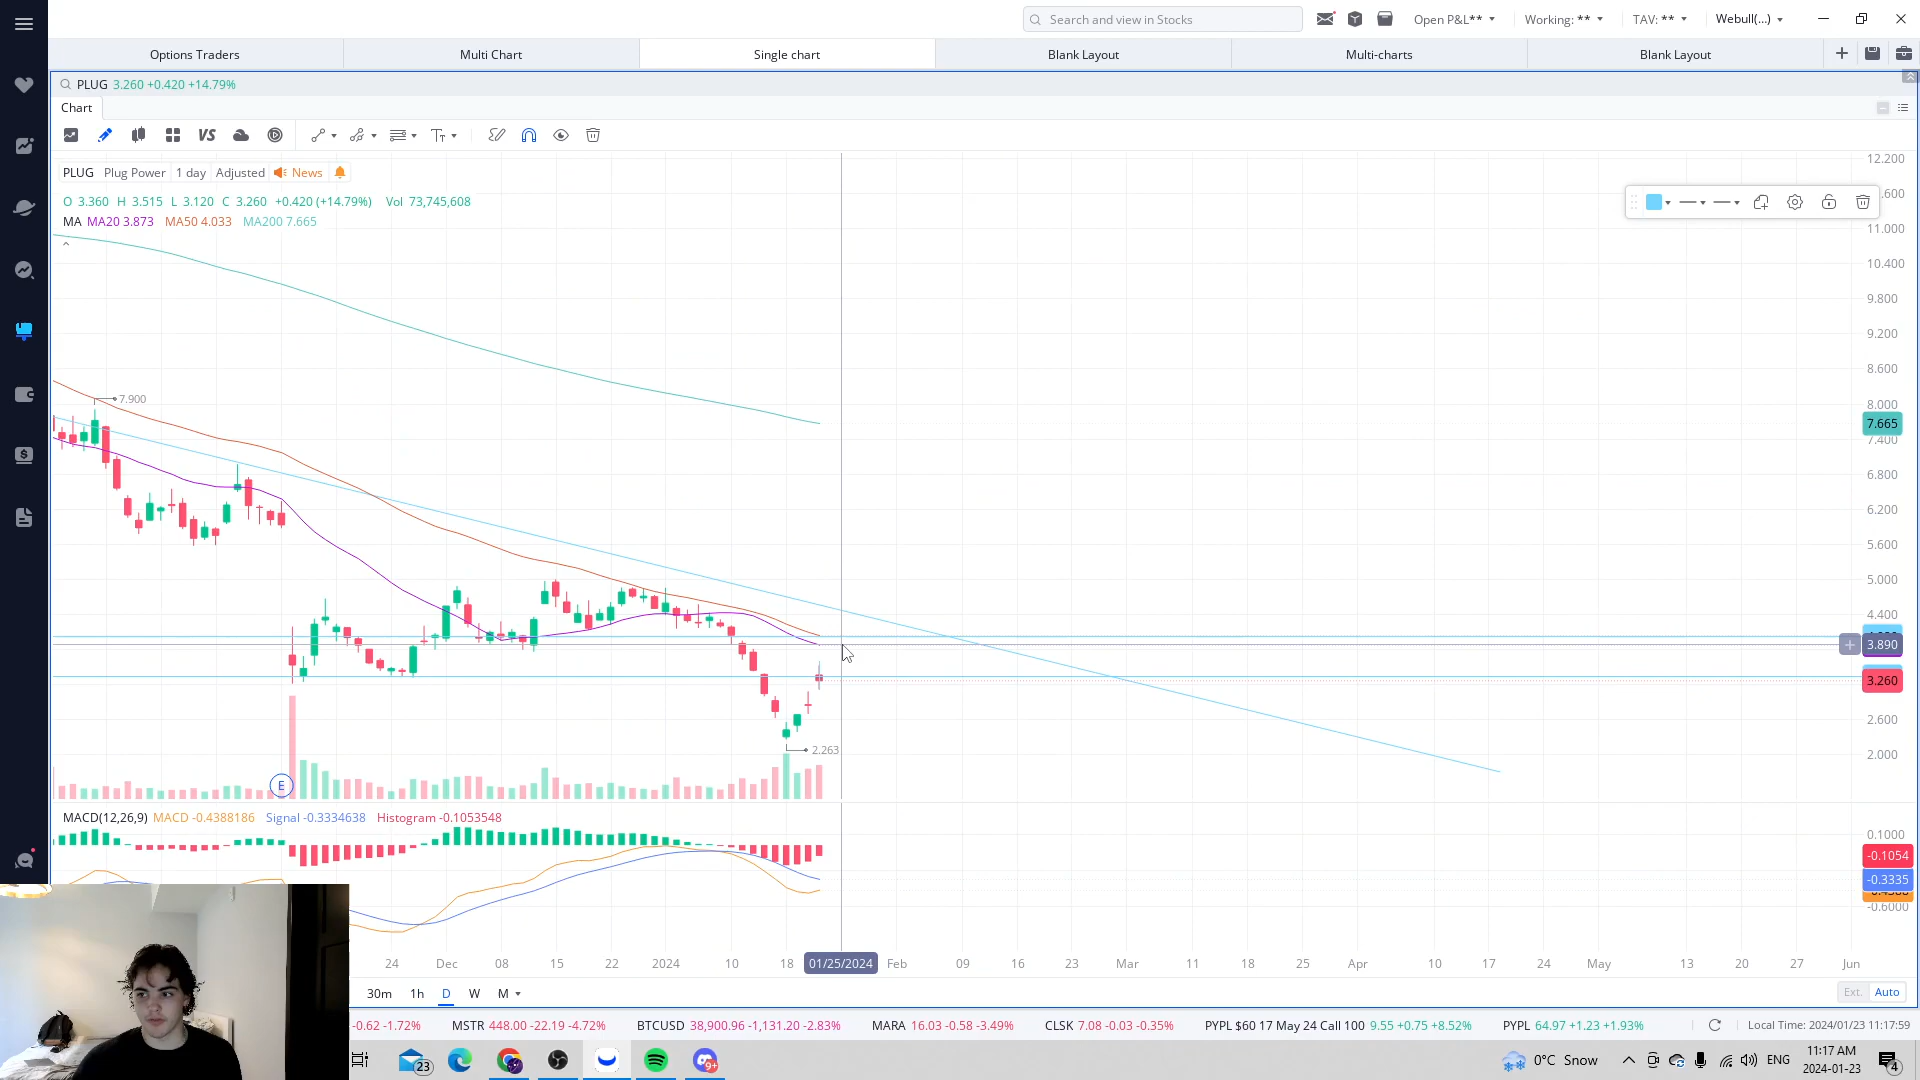 Search and view in Stocks
Open P&L**
Working: **
TAV: **
Webull(...)
Options Traders
Multi Chart
Single chart
Blank Layout
Multi-charts
Blank Layout
PLUG 3.260 +0.420 +14.79%
Chart
VS
PLUG Plug Power 1 day Adjusted News
O 3.360 H 3.515 L 3.120 C 3.260 +0.420 (+14.79%) Vol 73,745,608
MA MA20 3.873 MA50 4.033 MA200 7.665
12.200
11.000
10.400
9.800
9.200
8.600
8.000
7.665
7.400
6.800
6.200
5.600
5.000
4.400
3.890
3.260
2.600
2.000
7.900
2.263
E
MACD(12,26,9) MACD -0.4388186 Signal -0.3334638 Histogram -0.1053548
0.1000
-0.1054
-0.3335
-0.6000
24 Dec 08 15 22 2024 10 18 01/25/2024 Feb 09 16 23 Mar 11 18 25 Apr 10 17 24 May 13 20 27 Jun
30m 1h D W M
Ext. Auto
-0.62 -1.72% MSTR 448.00 -22.19 -4.72% BTCUSD 38,900.96 -1,131.20 -2.83% MARA 16.03 -0.58 -3.49% CLSK 7.08 -0.03 -0.35% PYPL $60 17 May 24 Call 100 9.55 +0.75 +8.52% PYPL 64.97 +1.23 +1.93%
Local Time: 2024/01/23 11:17:59
23
9+
0°C Snow
ENG
11:17 AM
2024-01-23
4